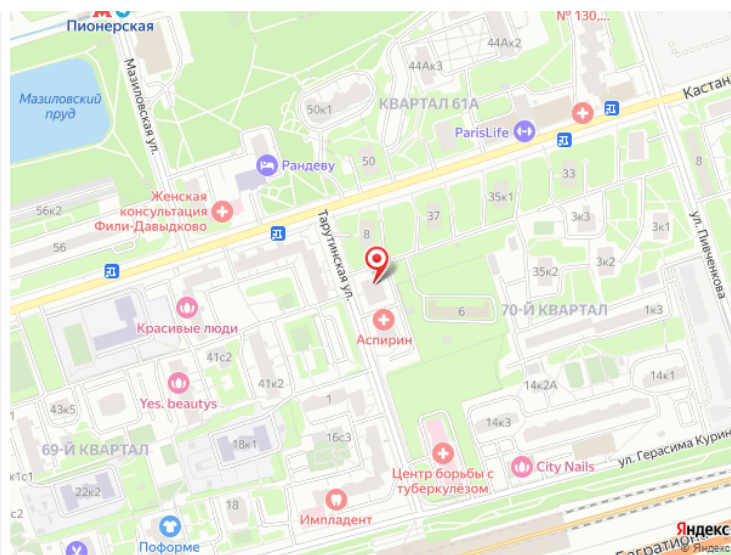 Пионерская
Мазиловский
пруд
Мазиловская ул.
44Ак2
44Ак3
№ 130,...
50к1
КВАРТАЛ 61А
ParisLife
Кастан
Рандеву
50
33
35к1
8
Женская
консультация
Фили-Давыдково
56к2
56
Тарутинская ул.
8
37
3к3
3к1
ул. Пивченкова
35к2
3к2
6
70-Й КВАРТАЛ
1к3
Красивые люди
Аспирин
41с2
41к2
Yes. beautys
43к5
1
14к2А
14к1
14к3
69-Й КВАРТАЛ
18к1
16с3
Центр борьбы с
туберкулёзом
City Nails
ул. Герасима Курин
к1с1
22к2
18
Имплaдент
Поформе
Багратион
Яндекс
© Яндекс